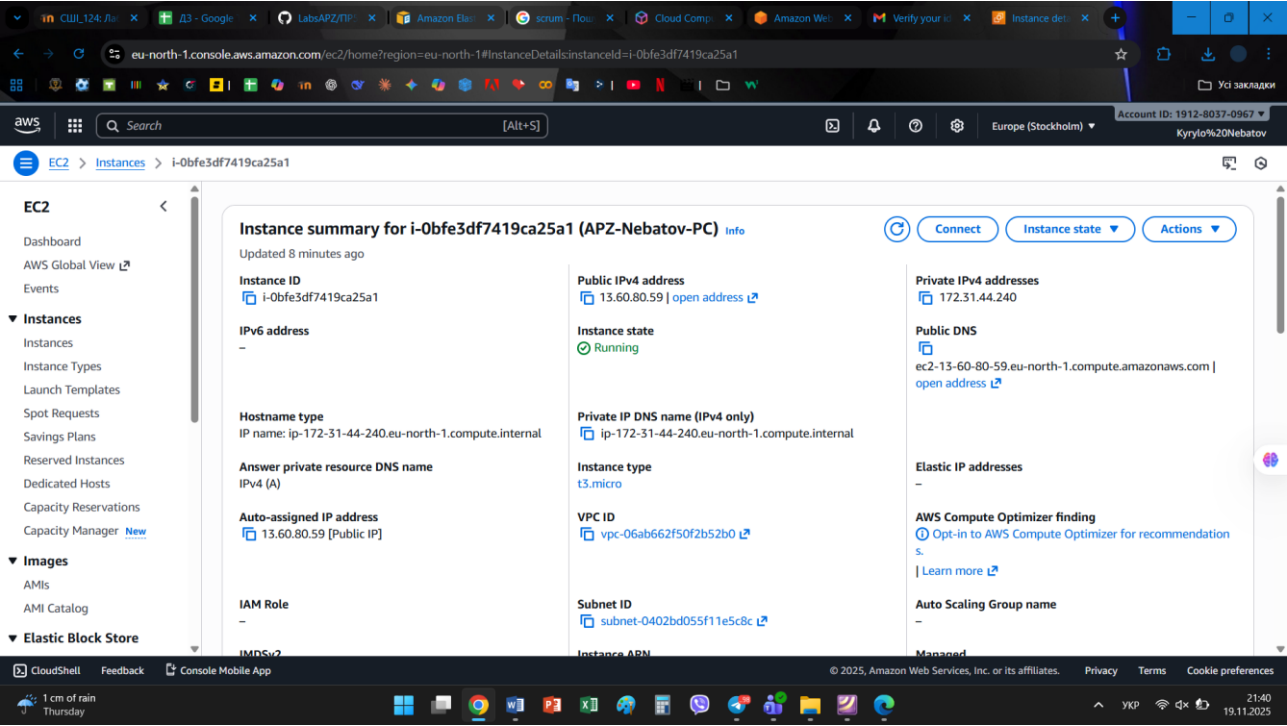 СШІ_124: Лаб
ДЗ - Google
LabsAPZ/ПР
Amazon Elas
scrum - Пош
Cloud Compu
Amazon Web
Verify your id
Instance deta
eu-north-1.console.aws.amazon.com/ec2/home?region=eu-north-1#InstanceDetails:instanceId=i-0bfe3df7419ca25a1
Усі закладки
aws
Search
[Alt+S]
Europe (Stockholm)
Account ID: 1912-8037-0967
Kyrylo%20Nebatov
EC2
Instances
i-0bfe3df7419ca25a1
EC2
Dashboard
AWS Global View
Events
Instances
Instances
Instance Types
Launch Templates
Spot Requests
Savings Plans
Reserved Instances
Dedicated Hosts
Capacity Reservations
Capacity Manager New
Images
AMIs
AMI Catalog
Elastic Block Store
Instance summary for i-0bfe3df7419ca25a1 (APZ-Nebatov-PC) Info
Updated 8 minutes ago
Connect
Instance state
Actions
Instance ID
i-0bfe3df7419ca25a1
Public IPv4 address
13.60.80.59 | open address
Private IPv4 addresses
172.31.44.240
IPv6 address
–
Instance state
Running
Public DNS
ec2-13-60-80-59.eu-north-1.compute.amazonaws.com |
open address
Hostname type
IP name: ip-172-31-44-240.eu-north-1.compute.internal
Private IP DNS name (IPv4 only)
ip-172-31-44-240.eu-north-1.compute.internal
Answer private resource DNS name
IPv4 (A)
Instance type
t3.micro
Elastic IP addresses
–
Auto-assigned IP address
13.60.80.59 [Public IP]
VPC ID
vpc-06ab662f50f2b52b0
AWS Compute Optimizer finding
Opt-in to AWS Compute Optimizer for recommendation
s.
| Learn more
IAM Role
–
Subnet ID
subnet-0402bd055f11e5c8c
Auto Scaling Group name
–
IMDSv2
Instance ARN
Managed
CloudShell
Feedback
Console Mobile App
© 2025, Amazon Web Services, Inc. or its affiliates.
Privacy
Terms
Cookie preferences
1 cm of rain
Thursday
УКР
21:40
19.11.2025